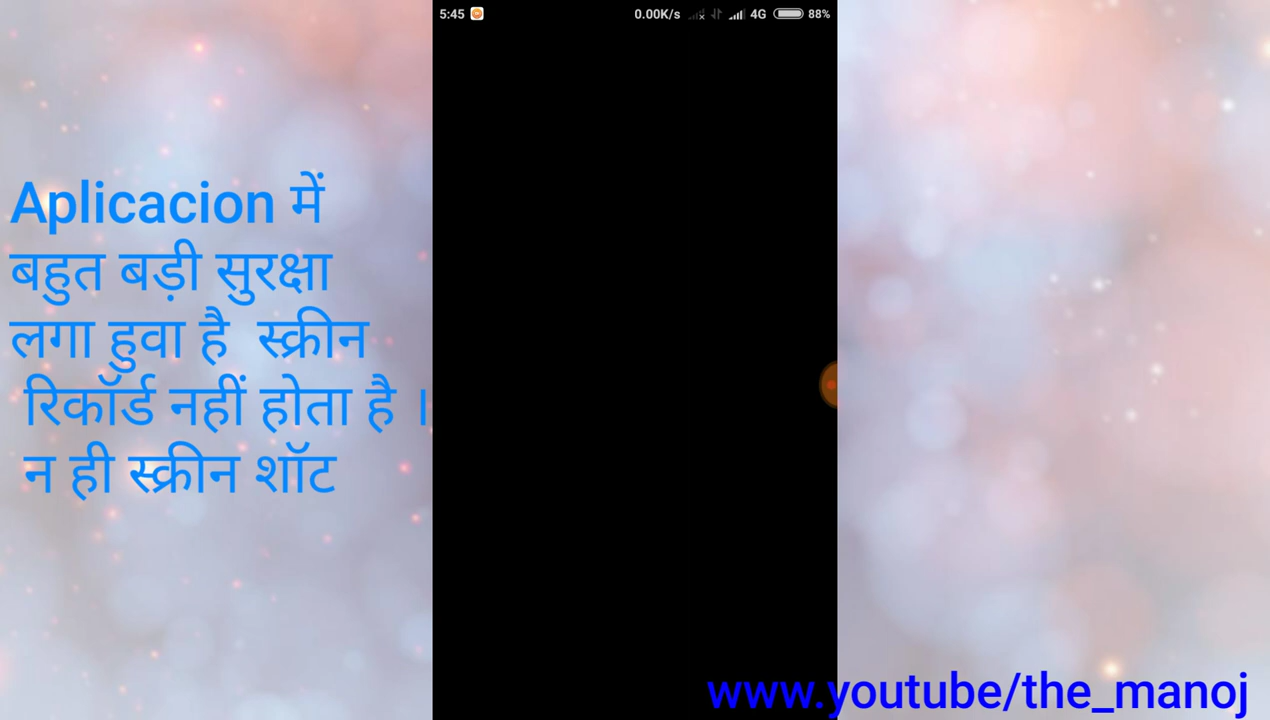 5:45 0.00K/s 4G 88%
Aplicacion में
बहुत बड़ी सुरक्षा
लगा हुवा है स्क्रीन
रिकॉर्ड नहीं होता है ।
न ही स्क्रीन शॉट
www.youtube/the_manoj